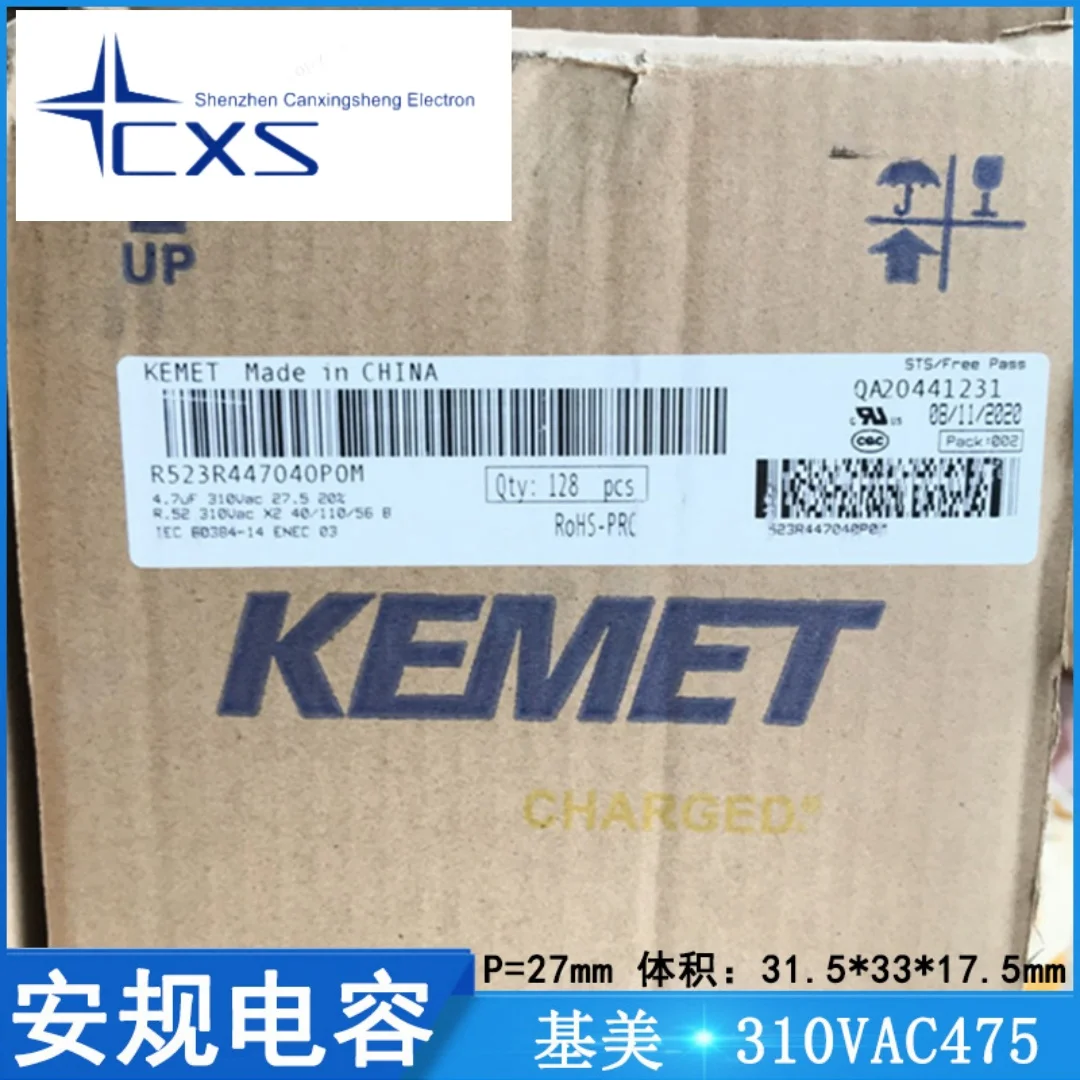 Shenzhen Canxingsheng Electron
CXS
UP
KEMET Made in CHINA
STS/Free Pass
QA20441231
c UL us 08/11/2020
CQC Pack:002
R523R447040P0M
Qty: 128 pcs
4.7uF 310Vac 27.5 20%
R.52 310Vac X2 40/110/56 B
IEC 60384-14 ENEC 03
RoHS-PRC
523R447040P0M
KEMET
CHARGED.®
P=27mm 体积：31.5*33*17.5mm
安规电容
基美 310VAC475